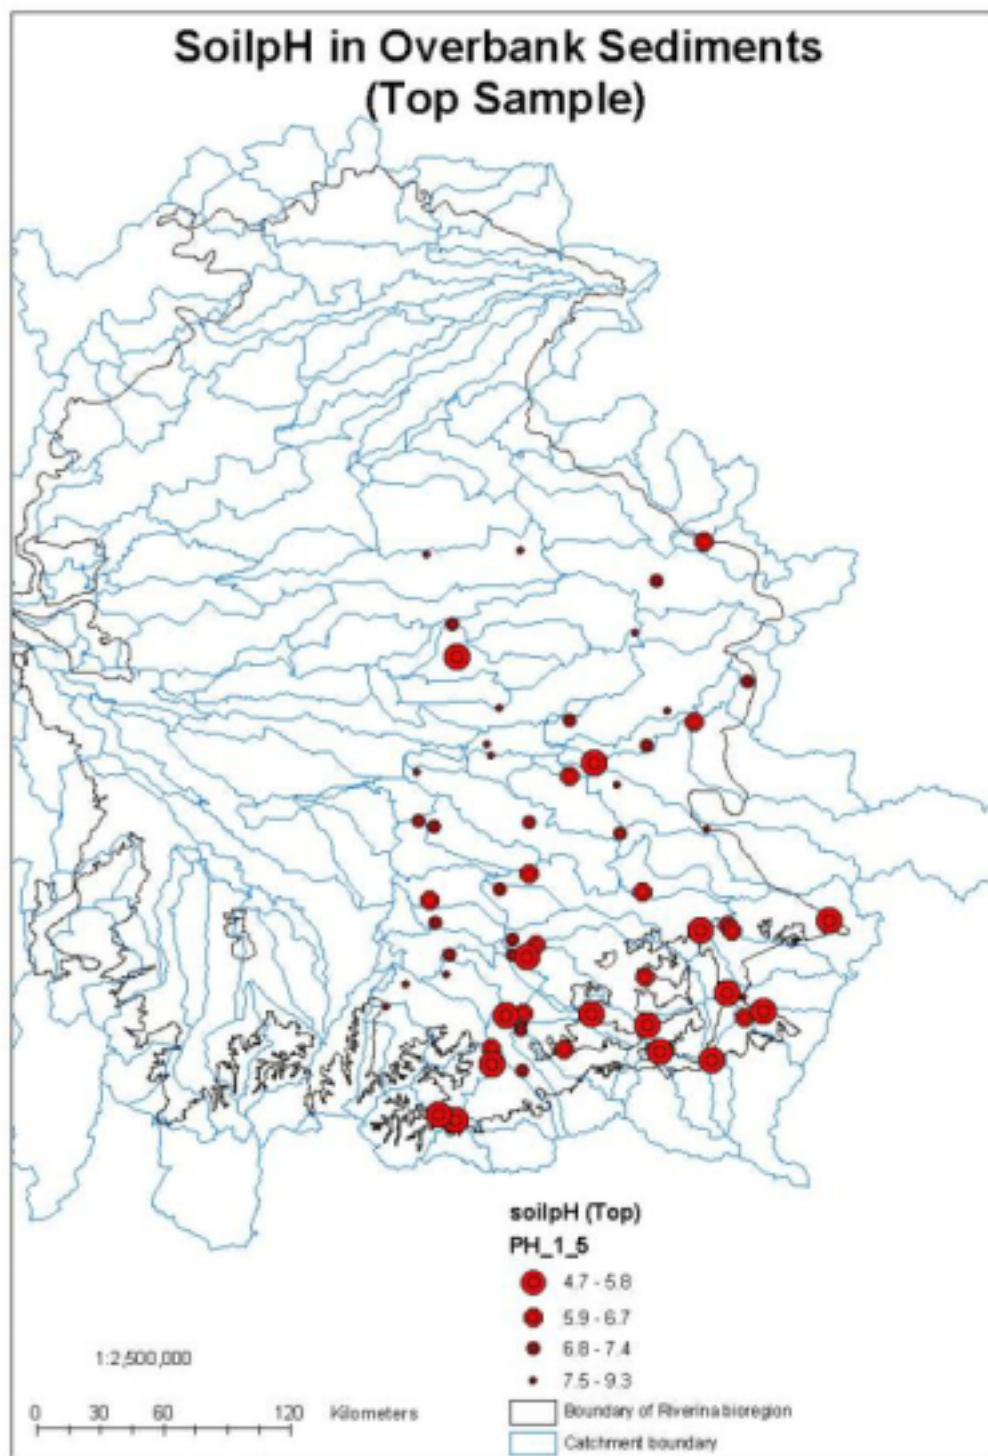 SoilpH in Overbank Sediments
(Top Sample)
soilpH (Top)
PH_1_5
4.7 - 5.8
5.9 - 6.7
6.8 - 7.4
7.5 - 9.3
Boundary of Riverina bioregion
Catchment boundary
1:2,500,000
0 30 60 120 Kilometers